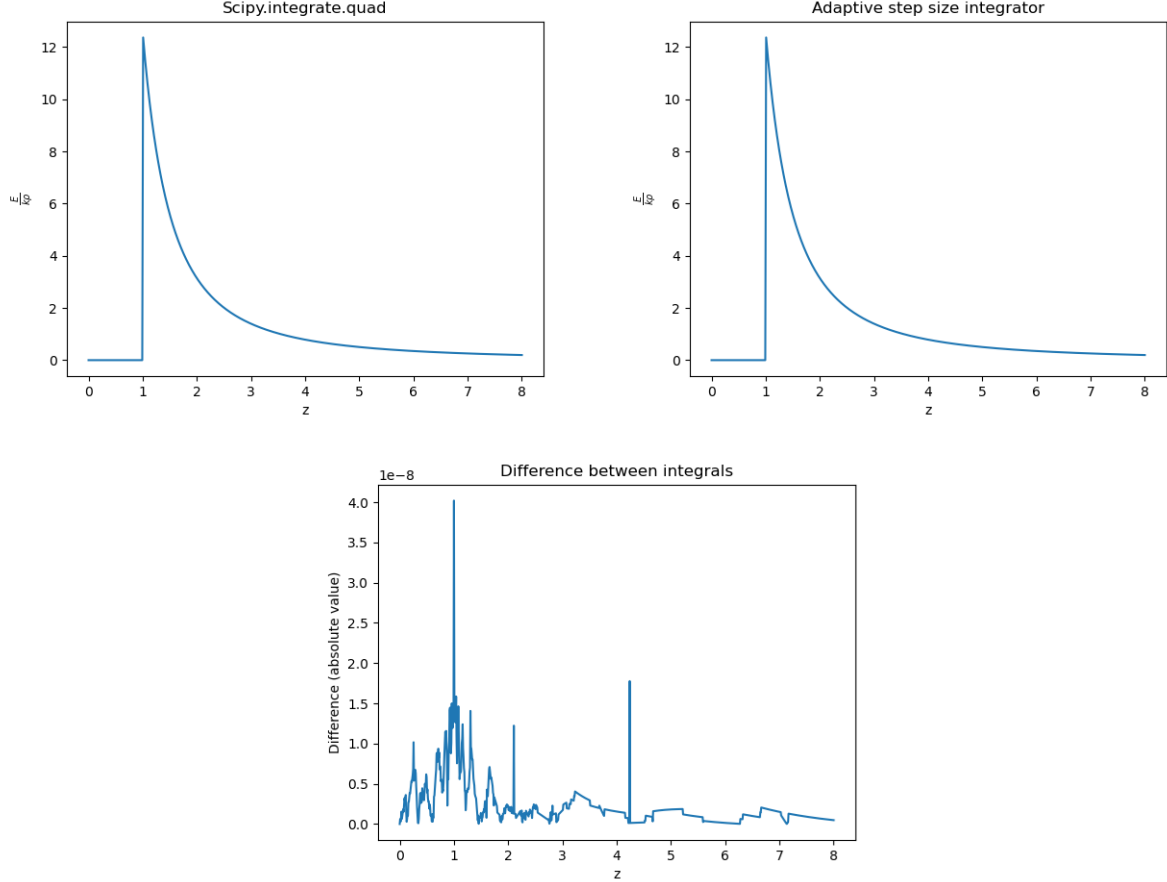 Scipy.integrate.quad
12
10
8
6
4
2
0
E/kρ
0 1 2 3 4 5 6 7 8
z
Adaptive step size integrator
12
10
8
6
4
2
0
E/kρ
0 1 2 3 4 5 6 7 8
z
Difference between integrals
1e−8
4.0
3.5
3.0
2.5
2.0
1.5
1.0
0.5
0.0
Difference (absolute value)
0 1 2 3 4 5 6 7 8
z